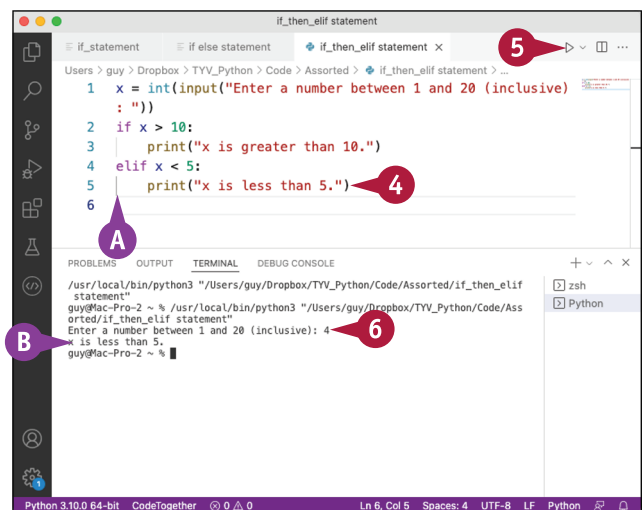 if_then_elif statement
if_statement if else statement if_then_elif statement × 5
Users > guy > Dropbox > TYV_Python > Code > Assorted > if_then_elif statement > ...
1 x = int(input("Enter a number between 1 and 20 (inclusive)
: "))
2 if x > 10:
3 print("x is greater than 10.")
4 elif x < 5:
5 print("x is less than 5.") 4
6
A
PROBLEMS OUTPUT TERMINAL DEBUG CONSOLE
/usr/local/bin/python3 "/Users/guy/Dropbox/TYV_Python/Code/Assorted/if_then_elif
statement"
guy@Mac-Pro-2 ~ % /usr/local/bin/python3 "/Users/guy/Dropbox/TYV_Python/Code/Ass
orted/if_then_elif statement"
Enter a number between 1 and 20 (inclusive): 4 6
B x is less than 5.
guy@Mac-Pro-2 ~ %
zsh
Python
1
Python 3.10.0 64-bit CodeTogether 0 0 Ln 6, Col 5 Spaces: 4 UTF-8 LF Python